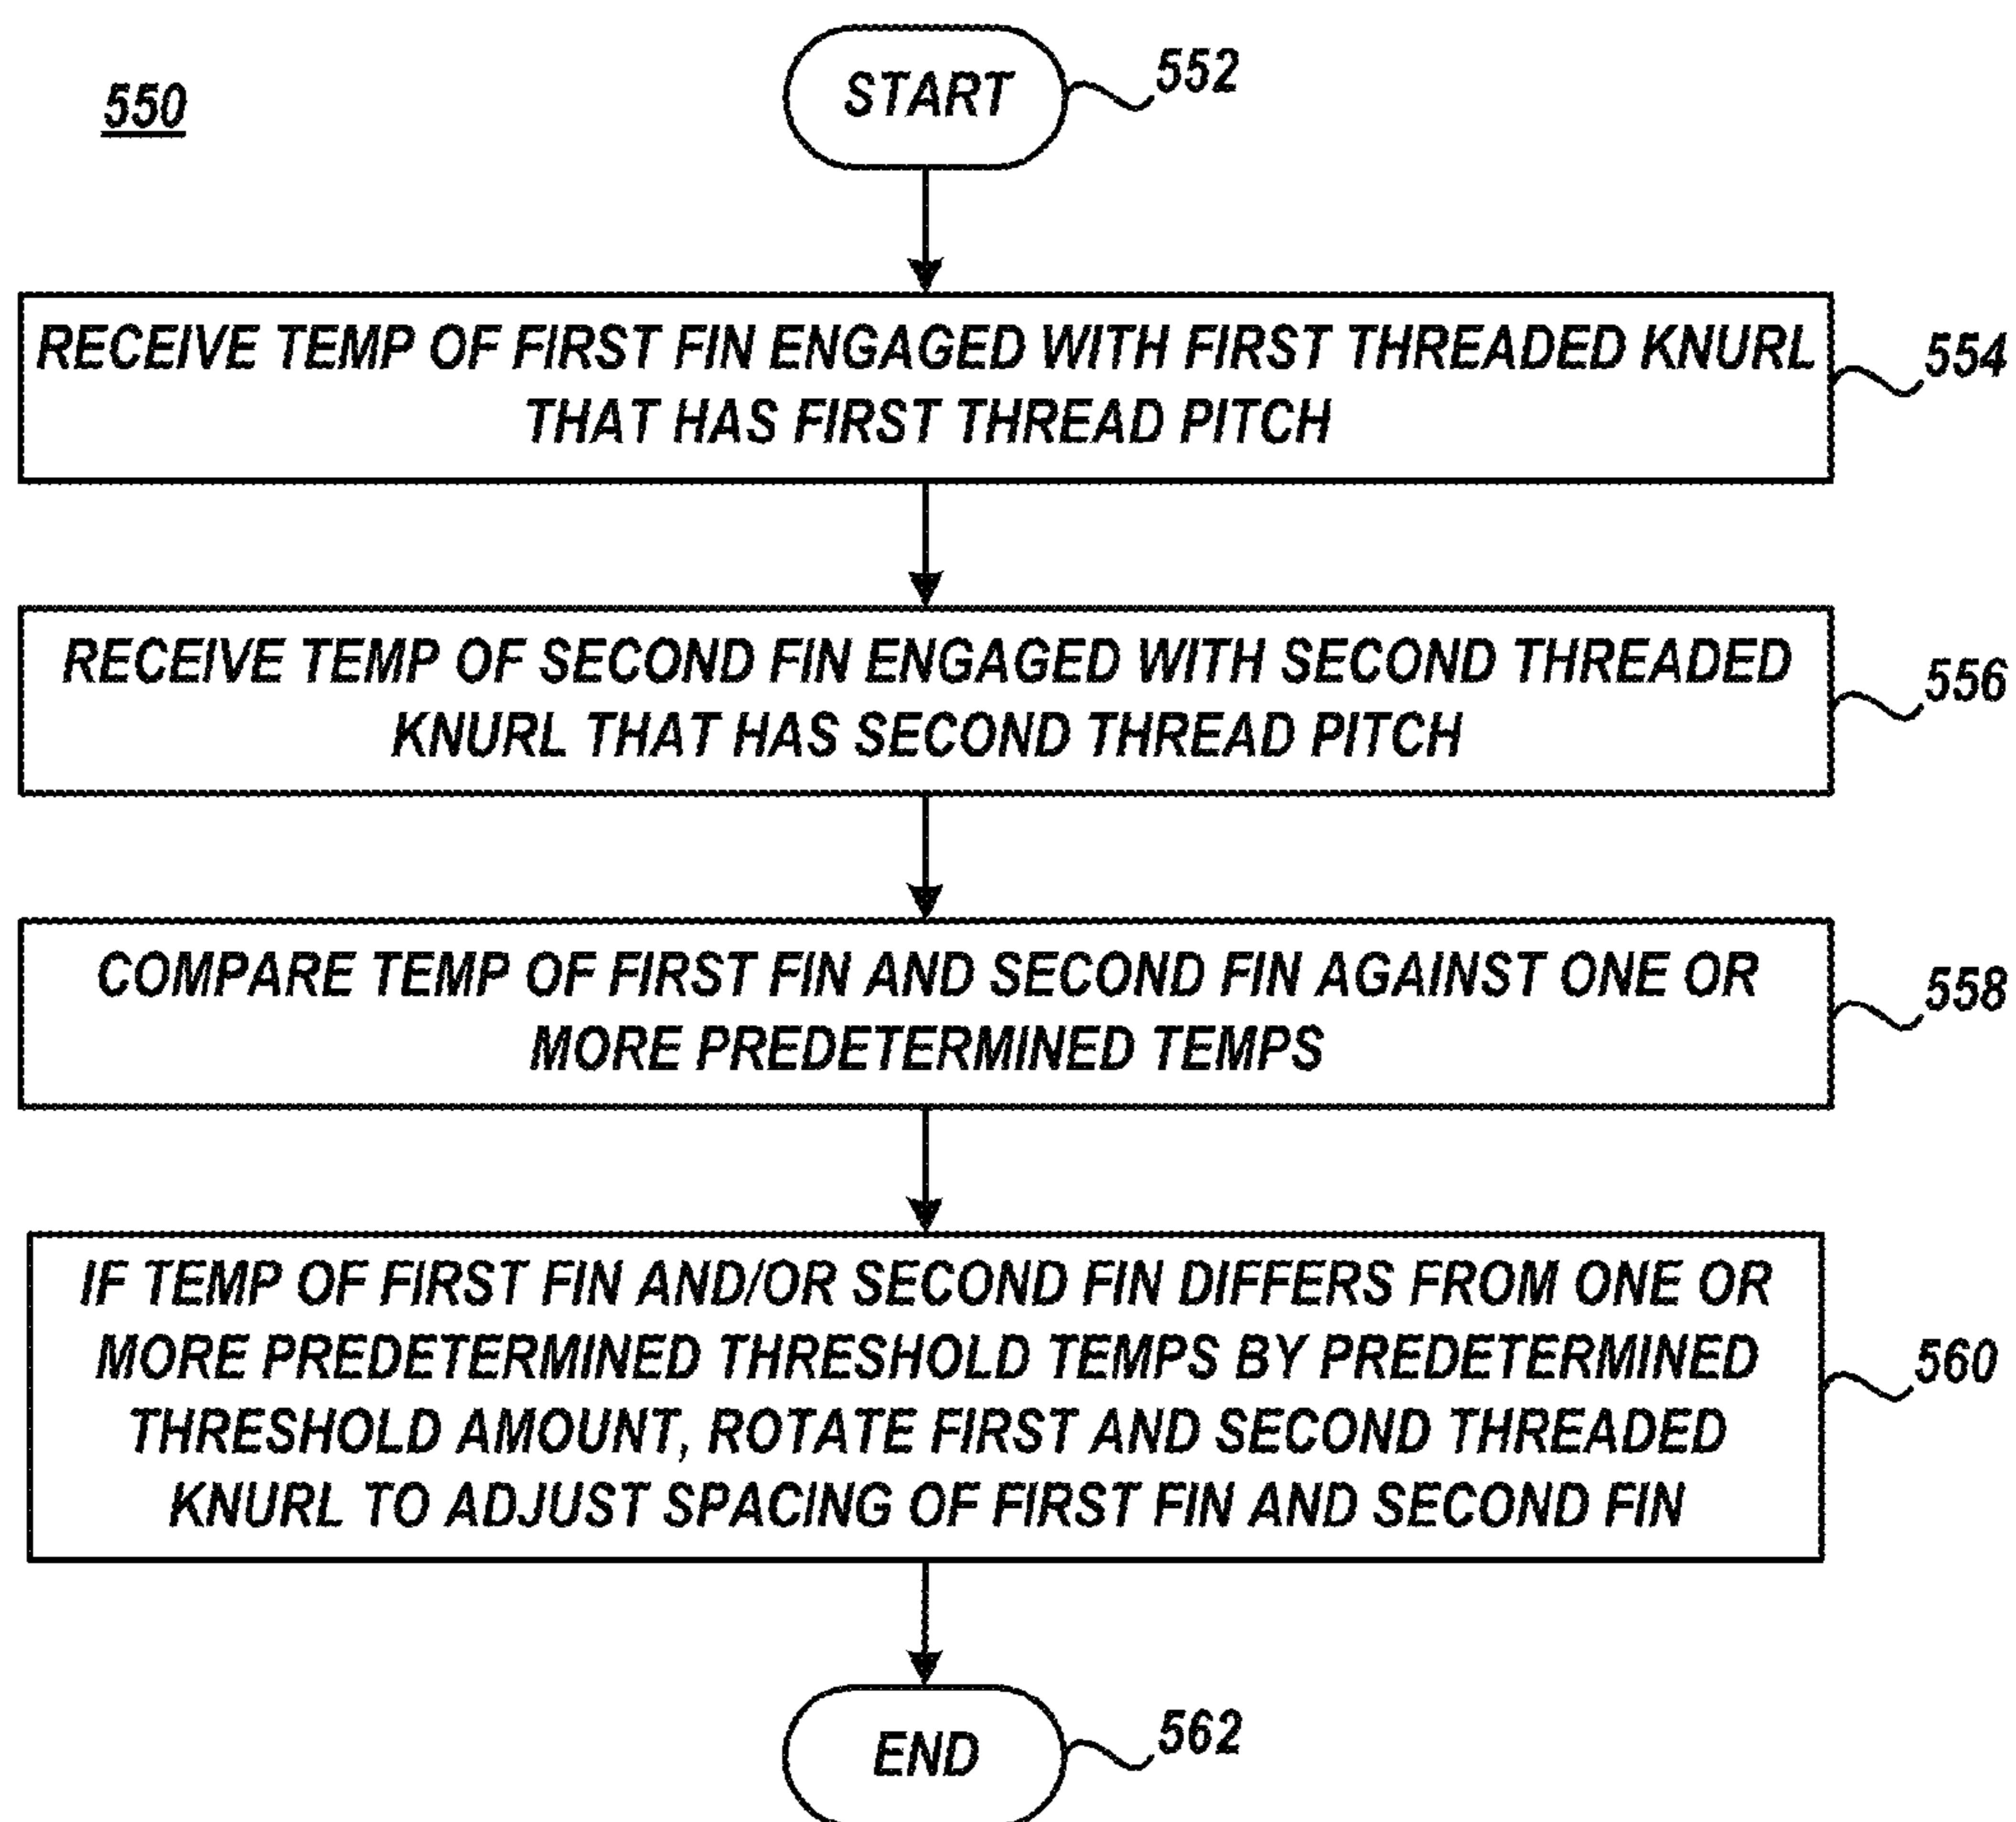 550
START
552
RECEIVE TEMP OF FIRST FIN ENGAGED WITH FIRST THREADED KNURL
THAT HAS FIRST THREAD PITCH
554
RECEIVE TEMP OF SECOND FIN ENGAGED WITH SECOND THREADED
KNURL THAT HAS SECOND THREAD PITCH
556
COMPARE TEMP OF FIRST FIN AND SECOND FIN AGAINST ONE OR
MORE PREDETERMINED TEMPS
558
IF TEMP OF FIRST FIN AND/OR SECOND FIN DIFFERS FROM ONE OR
MORE PREDETERMINED THRESHOLD TEMPS BY PREDETERMINED
THRESHOLD AMOUNT, ROTATE FIRST AND SECOND THREADED
KNURL TO ADJUST SPACING OF FIRST FIN AND SECOND FIN
560
END
562